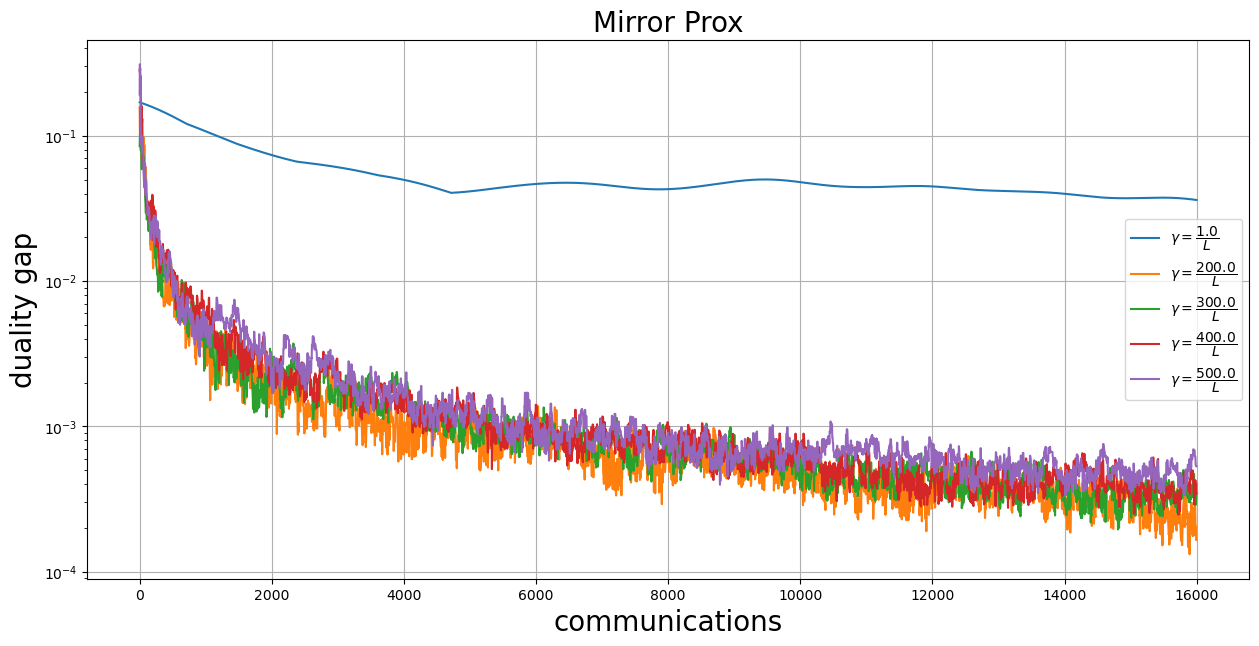 Mirror Prox
duality gap
10⁻¹
10⁻²
10⁻³
10⁻⁴
γ = 1.0/L
γ = 200.0/L
γ = 300.0/L
γ = 400.0/L
γ = 500.0/L
0 2000 4000 6000 8000 10000 12000 14000 16000
communications